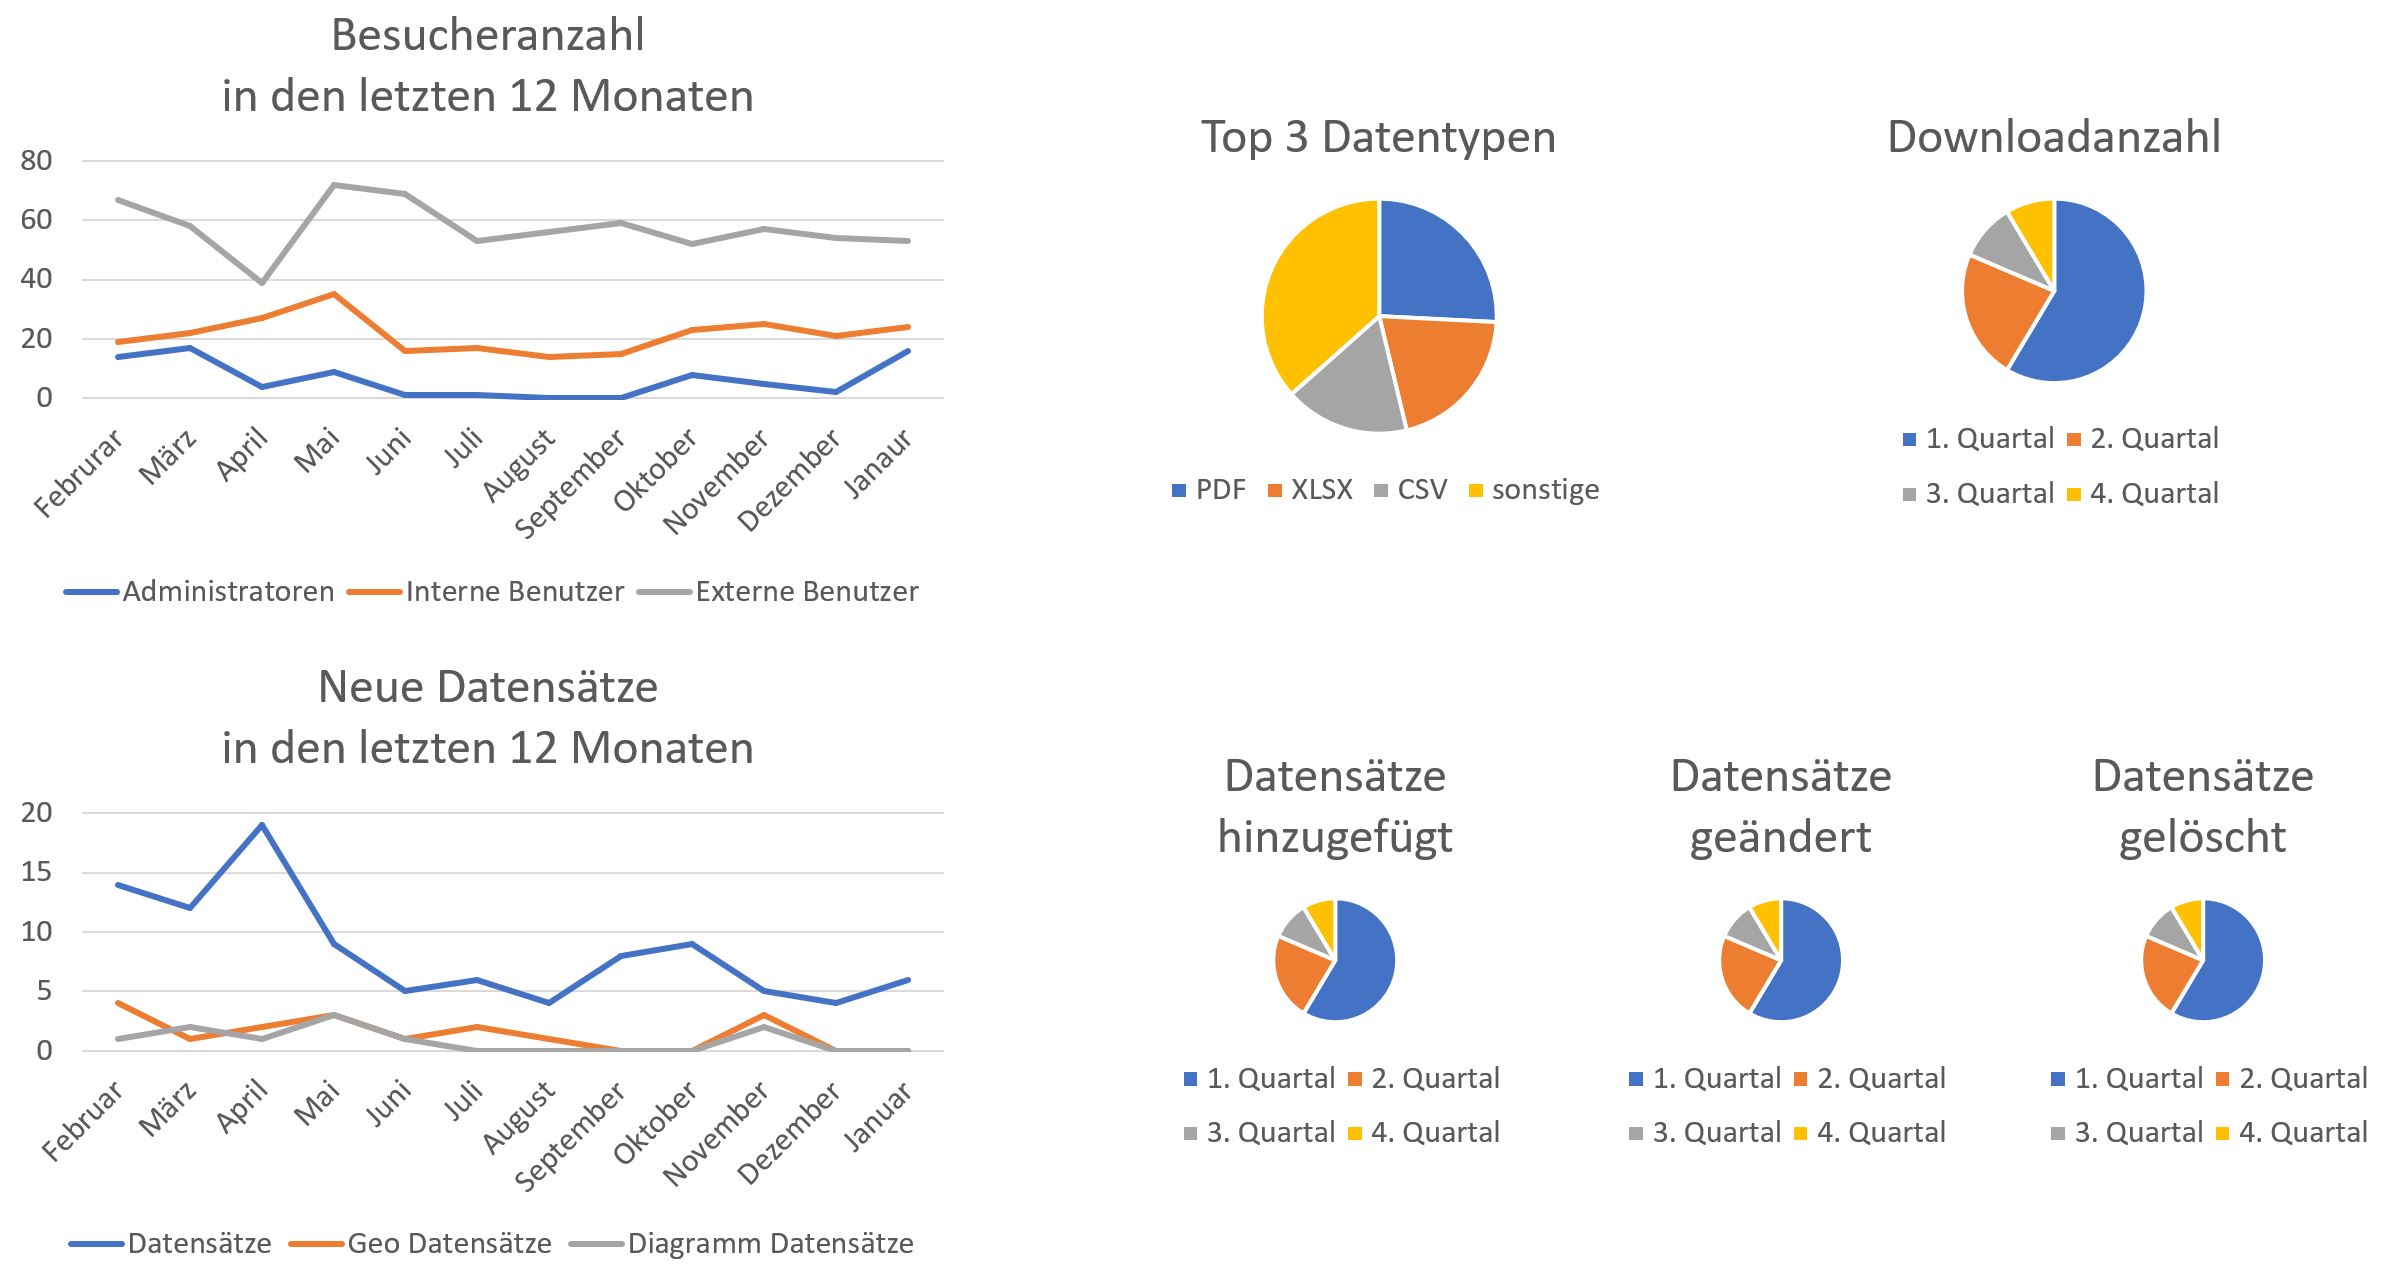 Besucheranzahl
in den letzten 12 Monaten
80
60
40
20
0
Februrar
März
April
Mai
Juni
Juli
August
September
Oktober
November
Dezember
Janaur
Administratoren Interne Benutzer Externe Benutzer
Top 3 Datentypen
PDF XLSX CSV sonstige
Downloadanzahl
1. Quartal 2. Quartal
3. Quartal 4. Quartal
Neue Datensätze
in den letzten 12 Monaten
20
15
10
5
0
Februar
März
April
Mai
Juni
Juli
August
September
Oktober
November
Dezember
Januar
Datensätze Geo Datensätze Diagramm Datensätze
Datensätze
hinzugefügt
1. Quartal 2. Quartal
3. Quartal 4. Quartal
Datensätze
geändert
1. Quartal 2. Quartal
3. Quartal 4. Quartal
Datensätze
gelöscht
1. Quartal 2. Quartal
3. Quartal 4. Quartal